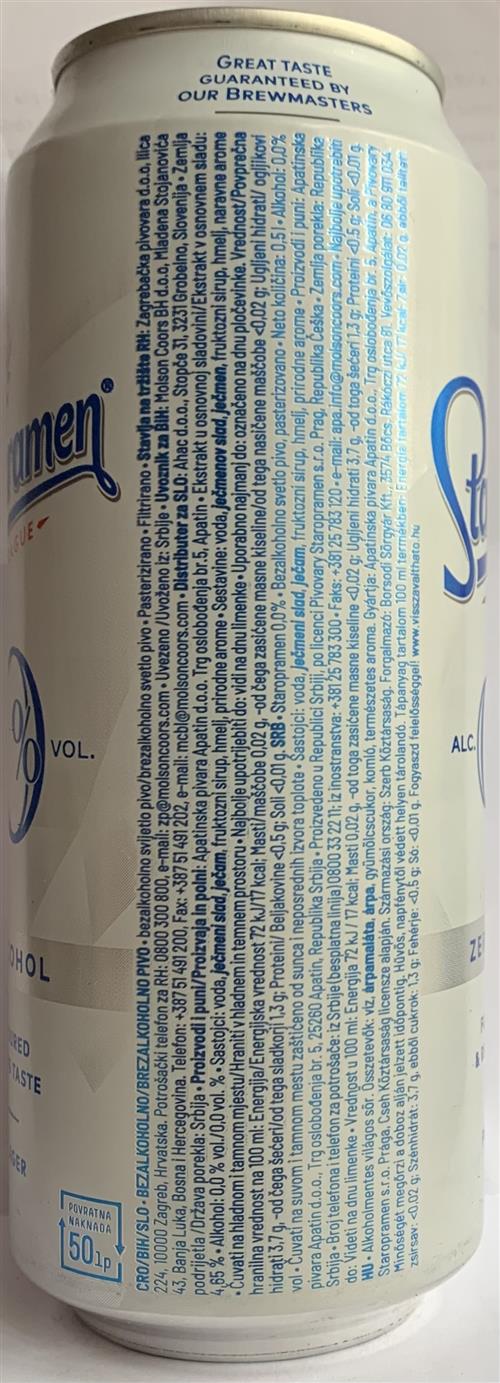 GREAT TASTE
GUARANTEED BY
OUR BREWMASTERS
ramen®
GUE
% VOL.
OHOL
URED
TASTE
GER
POVRATNA
NAKNADA
50 lp
CRO/BIH/SLO • BEZALKOHOLNO/BREZALKOHOLNO PIVO • bezalkoholno svijetlo pivo/brezalkoholno svetlo pivo • Pasterizirano • Filtrirano • Stavlja na tržište RH: Zagrebačka pivovara d.o.o, Ilica
224, 10000 Zagreb, Hrvatska. Potrošački telefon za RH: 0800 300 800, e-mail: zp@molsoncoors.com • Uvezeno /Uvoženo iz: Srbije • Uvoznik za BiH: Molson Coors BH d.o.o, Mladena Stojanovića
43, Banja Luka, Bosna i Hercegovina, Telefon: +387 51 491 200, Fax: +387 51 491 202, e-mail: mcbl@molsoncoors.com • Distributer za SLO: Ahac d.o.o., Stopče 31, 3231 Grobelno, Slovenija • Zemlja
podrijetla /Država porekla: Srbija • Proizvodi i puni/Proizvaja in polni: Apatinska pivara Apatin d.o.o. Trg oslobođenja br.5, Apatin • Ekstrakt u osnovnoj sladovini/Ekstrakt v osnovnem sladu:
4,65 % • Alkohol: 0,0 % vol./0,0 vol. % • Sastojci: voda, ječmeni slad, ječam, fruktozni sirup, hmelj, prirodne arome • Sestavine: voda, ječmenov slad, ječmen, fruktozni sirup, hmelj, naravne arome
• Čuvati na hladnom i tamnom mjestu/Hraniti v hladnem in temnem prostoru • Najbolje upotrijebiti do: vidi na dnu limenke • Uporabno najmanj do: označeno na dnu pločevinke. Vrednost/Povprečna
hranilna vrednost na 100 ml: Energija/Energijska vrednost 72 kJ/17 kcal; Masti/maščobe 0,02 g, -od čega zasićene masne kiseline/od tega nasičene maščobe <0,02 g; Ugljeni hidrati/ ogljikovi
hidrati 3,7 g, -od čega šećeri/od tega sladkorji 1,3 g; Proteini/ Beljakovine <0,5 g; Soli <0,01 g. SRB • Staropramen 0.0% • Bezalkoholno svetlo pivo, pasterizovano • Neto količina: 0,5 l • Alkohol: 0,0%
vol • Čuvati na suvom i tamnom mestu zaštićeno od sunca i neposrednih izvora toplote • Sastojci: voda, ječmeni slad, ječam, fruktozni sirup, hmelj, prirodne arome • Proizvodi i puni: Apatinska
pivara Apatin d.o.o., Trg oslobođenja br. 5, 25260 Apatin, Republika Srbija • Proizvedeno u Republici Srbiji, po licenci Pivovary Staropramen s.r.o. Prag, Republika Češka • Zemlja porekla: Republika
Srbija • Broj telefona i telefon za potrošače: iz Srbije (besplatna linija) 0800 33 22 11; iz inostranstva: +381 25 783 300 • Faks: +381 25 783 120 • e-mail: apa.info@molsoncoors.com • Najbolje upotrebiti
do: Videti na dnu limenke • Vrednost u 100 ml: Energija 72 kJ / 17 kcal; Masti 0,02 g, -od toga zasićene masne kiseline <0,02 g; Ugljeni hidrati 3,7 g, -od toga šećeri 1,3 g; Proteini <0,5 g; Soli <0,01 g.
HU • Alkoholmentes világos sör. Összetevők: víz, árpamaláta, árpa, gyümölcscukor, komló, természetes aroma. Gyártja: Apatinska pivara Apatin d.o.o., Trg oslobođenja br. 5, Apatin, a Pivovary
Staropramen s.r.o. Prága, Cseh Köztársaság licensze alapján. Származási ország: Szerb Köztársaság. Forgalmazó: Borsodi Sörgyár Kft., 3574 Bőcs, Rákóczi utca 81. Vevőszolgálat: 06 80 911 034.
Minőségét megőrzi a doboz alján jelzett időpontig. Hűvös, napfénytől védett helyen tárolandó. Tápanyag tartalom 100 ml termékben: Energia tartalom 72 kJ/17 kcal; Zsír: 0,02 g, ebből telített
zsírsav: <0,02 g; Szénhidrát: 3,7 g, ebből cukrok: 1,3 g; Fehérje: <0,5 g; Só: <0,01 g. Fogyaszd felelősséggel! www.visszavalthato.hu
Sta
ALC.
ZE